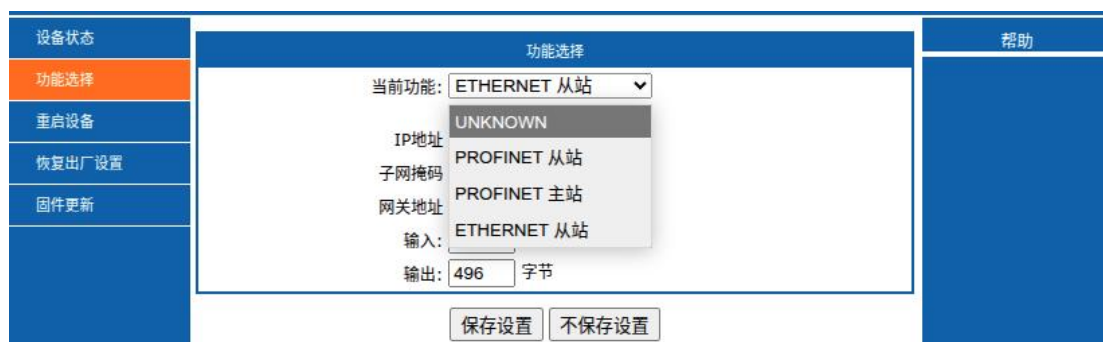 设备状态
功能选择
重启设备
恢复出厂设置
固件更新
功能选择
当前功能: ETHERNET 从站
UNKNOWN
PROFINET 从站
PROFINET 主站
ETHERNET 从站
IP地址
子网掩码
网关地址
输入:
输出: 496 字节
保存设置 不保存设置
帮助